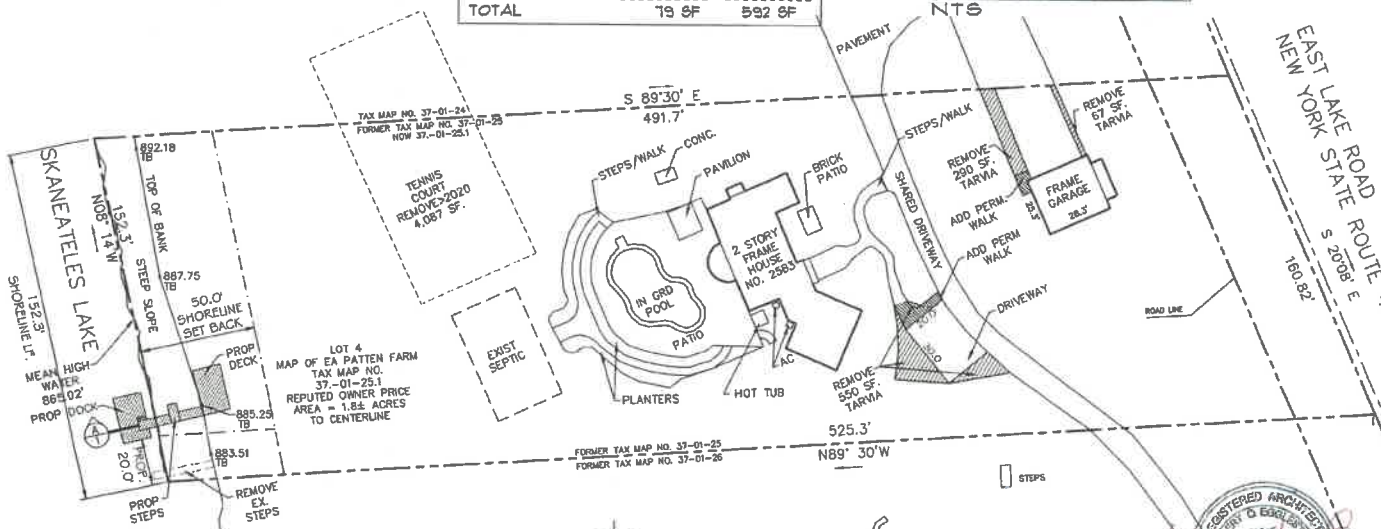 TOTAL 79 SF 592 SF
NTS
PAVEMENT
EAST LAKE ROAD
NEW YORK STATE ROUTE
S 20°08' E
160.82'
ROAD LINE
S 89°30' E
491.7'
TAX MAP NO. 37-01-24
FORMER TAX MAP NO. 37-01-25
NOW 37.-01-25.1
REMOVE
67 SF.
TARVIA
STEPS/WALK
REMOVE
290 SF.
TARVIA
FRAME
GARAGE
28.3'
25.5'
ADD PERM.
WALK
ADD PERM
WALK
SHARED DRIVEWAY
DRIVEWAY
CONC.
STEPS/WALK
PAVILION
BRICK
PATIO
2 STORY
FRAME
HOUSE
NO. 2583
TENNIS
COURT
REMOVE>2020
4,087 SF.
IN GRD
POOL
PATIO
EXIST
SEPTIC
AC
HOT TUB
PLANTERS
REMOVE
550 SF.
TARVIA
SKANEATELES LAKE
152.3'
SHORELINE LT.
152.3'
N08° 14'W
892.18
TB
TOP OF BANK
STEEP SLOPE
887.75
TB
50.0'
SHORELINE
SET BACK
MEAN HIGH
WATER
865.02'
PROP DOCK
PROP
DECK
LOT 4
MAP OF EA PATTEN FARM
TAX MAP NO.
37.-01-25.1
REPUTED OWNER PRICE
AREA = 1.8± ACRES
TO CENTERLINE
A
885.25
TB
883.51
TB
PROP.
20.0'
PROP
STEPS
REMOVE
EX.
STEPS
525.3'
N89° 30'W
FORMER TAX MAP NO. 37-01-25
FORMER TAX MAP NO. 37-01-26
STEPS